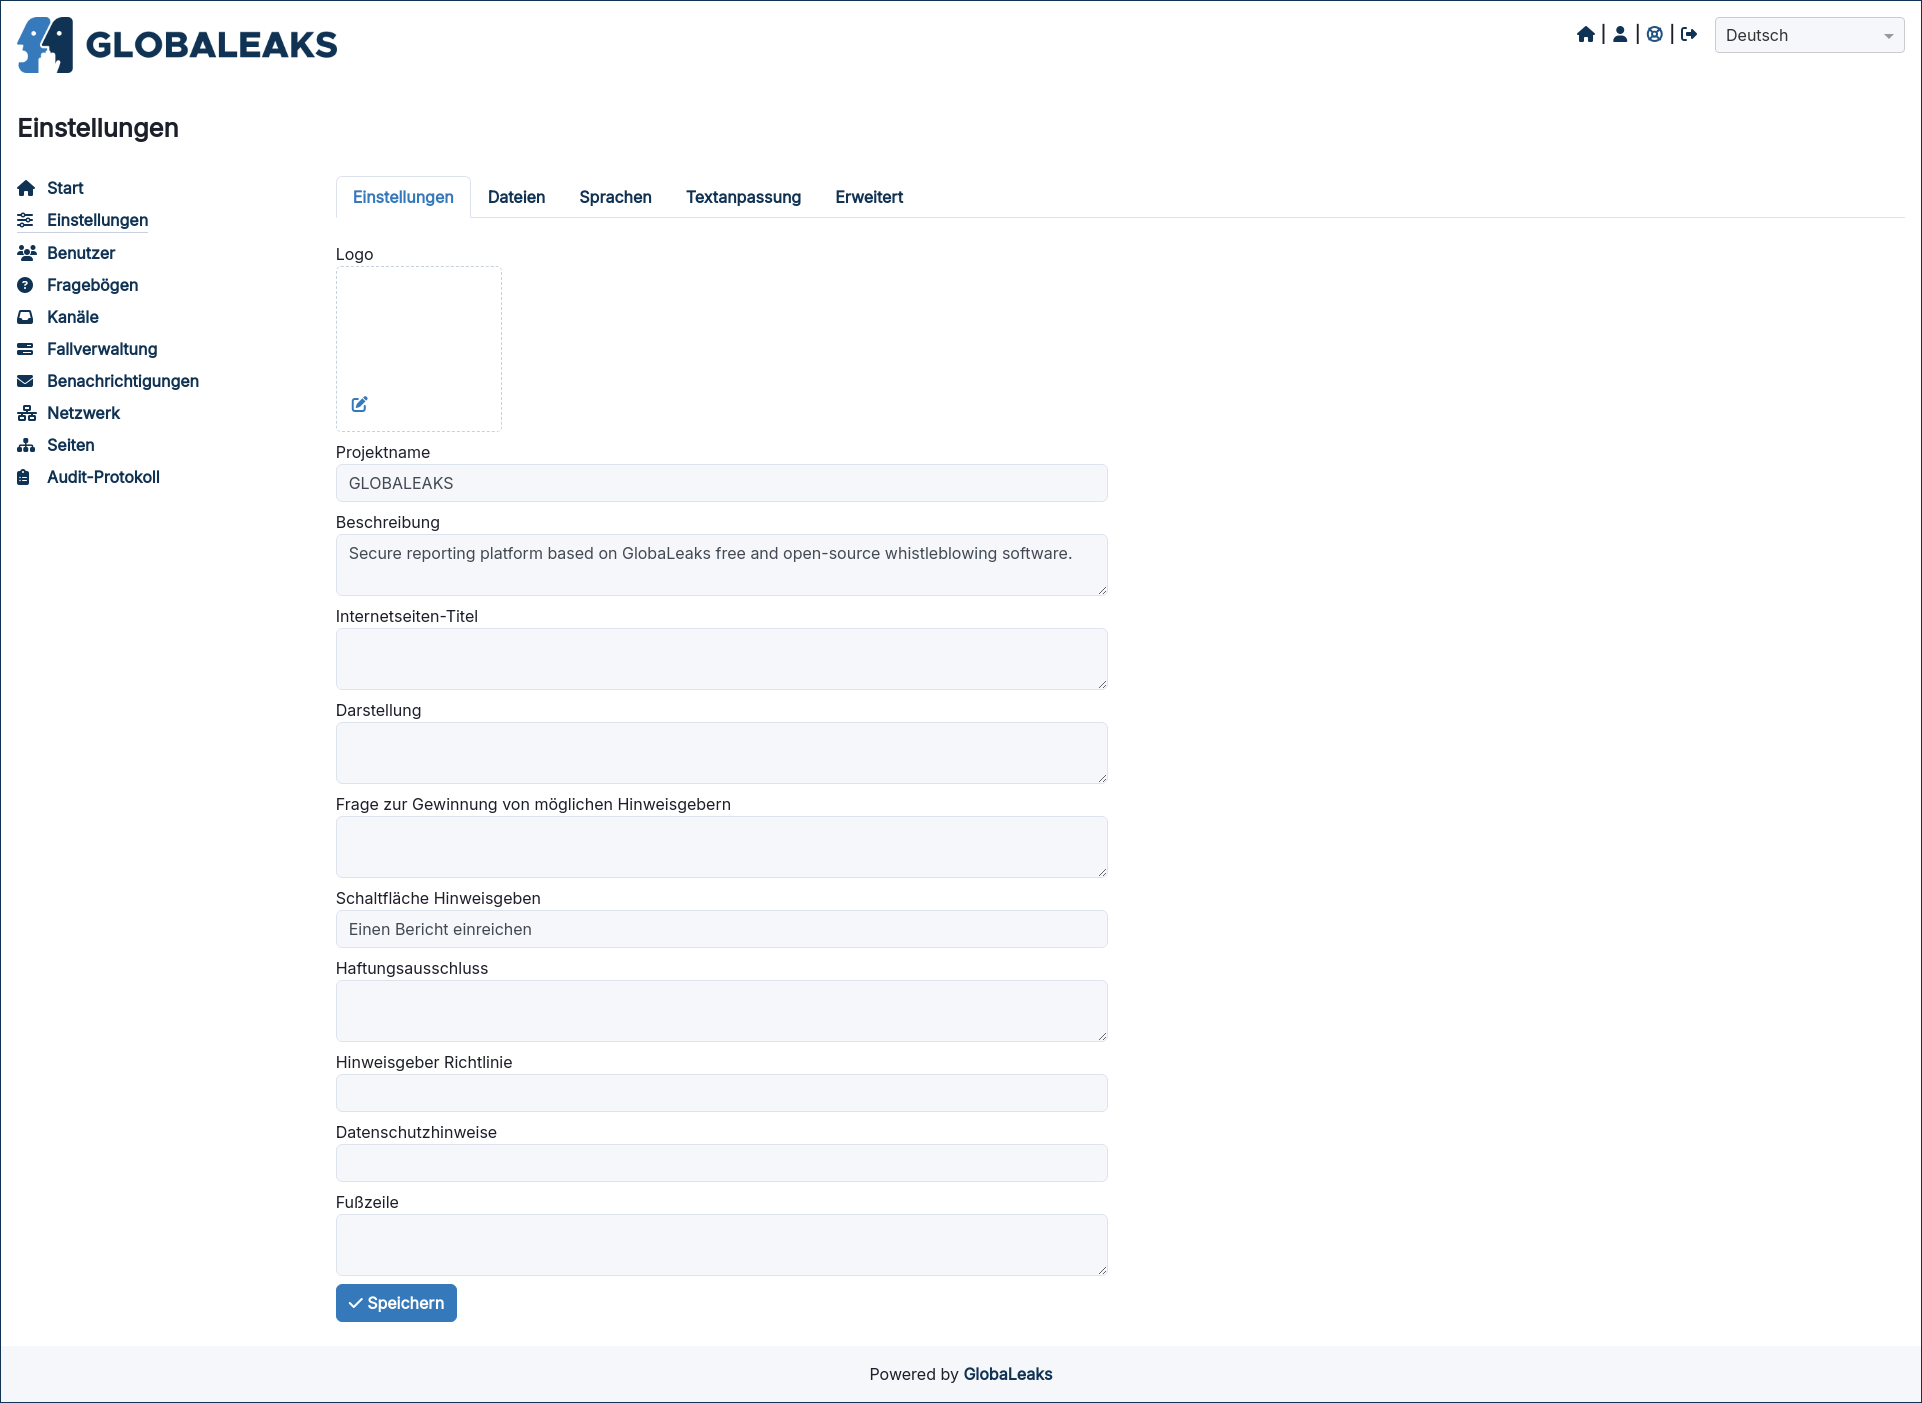 GLOBALEAKS
Deutsch
Einstellungen
Start
Einstellungen
Benutzer
Fragebögen
Kanäle
Fallverwaltung
Benachrichtigungen
Netzwerk
Seiten
Audit-Protokoll
Einstellungen Dateien Sprachen Textanpassung Erweitert
Logo
Projektname
GLOBALEAKS
Beschreibung
Secure reporting platform based on GlobaLeaks free and open-source whistleblowing software.
Internetseiten-Titel
Darstellung
Frage zur Gewinnung von möglichen Hinweisgebern
Schaltfläche Hinweisgeben
Einen Bericht einreichen
Haftungsausschluss
Hinweisgeber Richtlinie
Datenschutzhinweise
Fußzeile
Speichern
Powered by GlobaLeaks